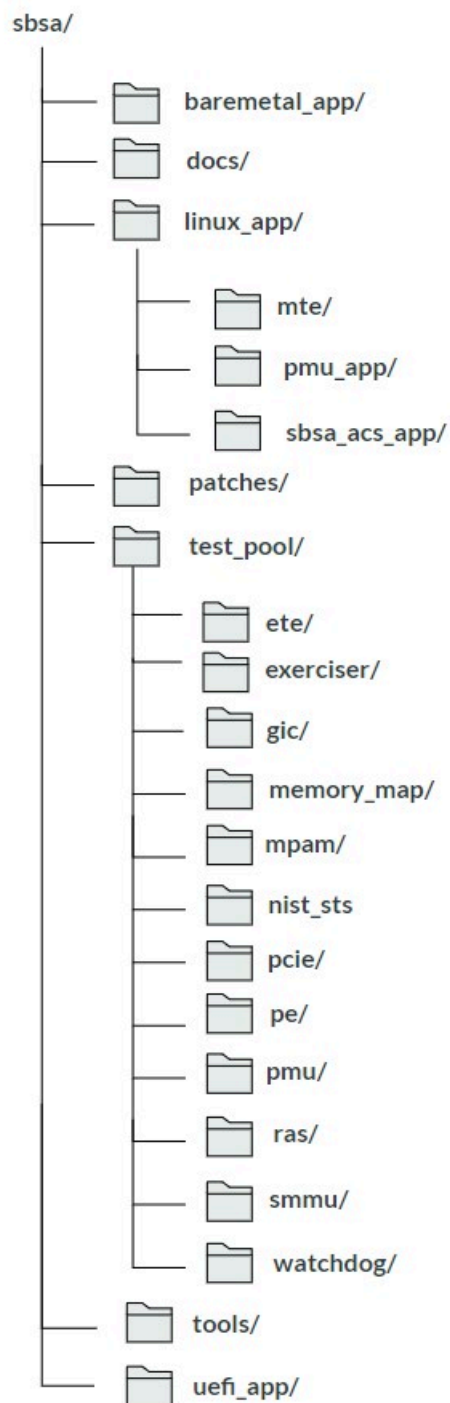 sbsa/
baremetal_app/
docs/
linux_app/
mte/
pmu_app/
sbsa_acs_app/
patches/
test_pool/
ete/
exerciser/
gic/
memory_map/
mpam/
nist_sts
pcie/
pe/
pmu/
ras/
smmu/
watchdog/
tools/
uefi_app/